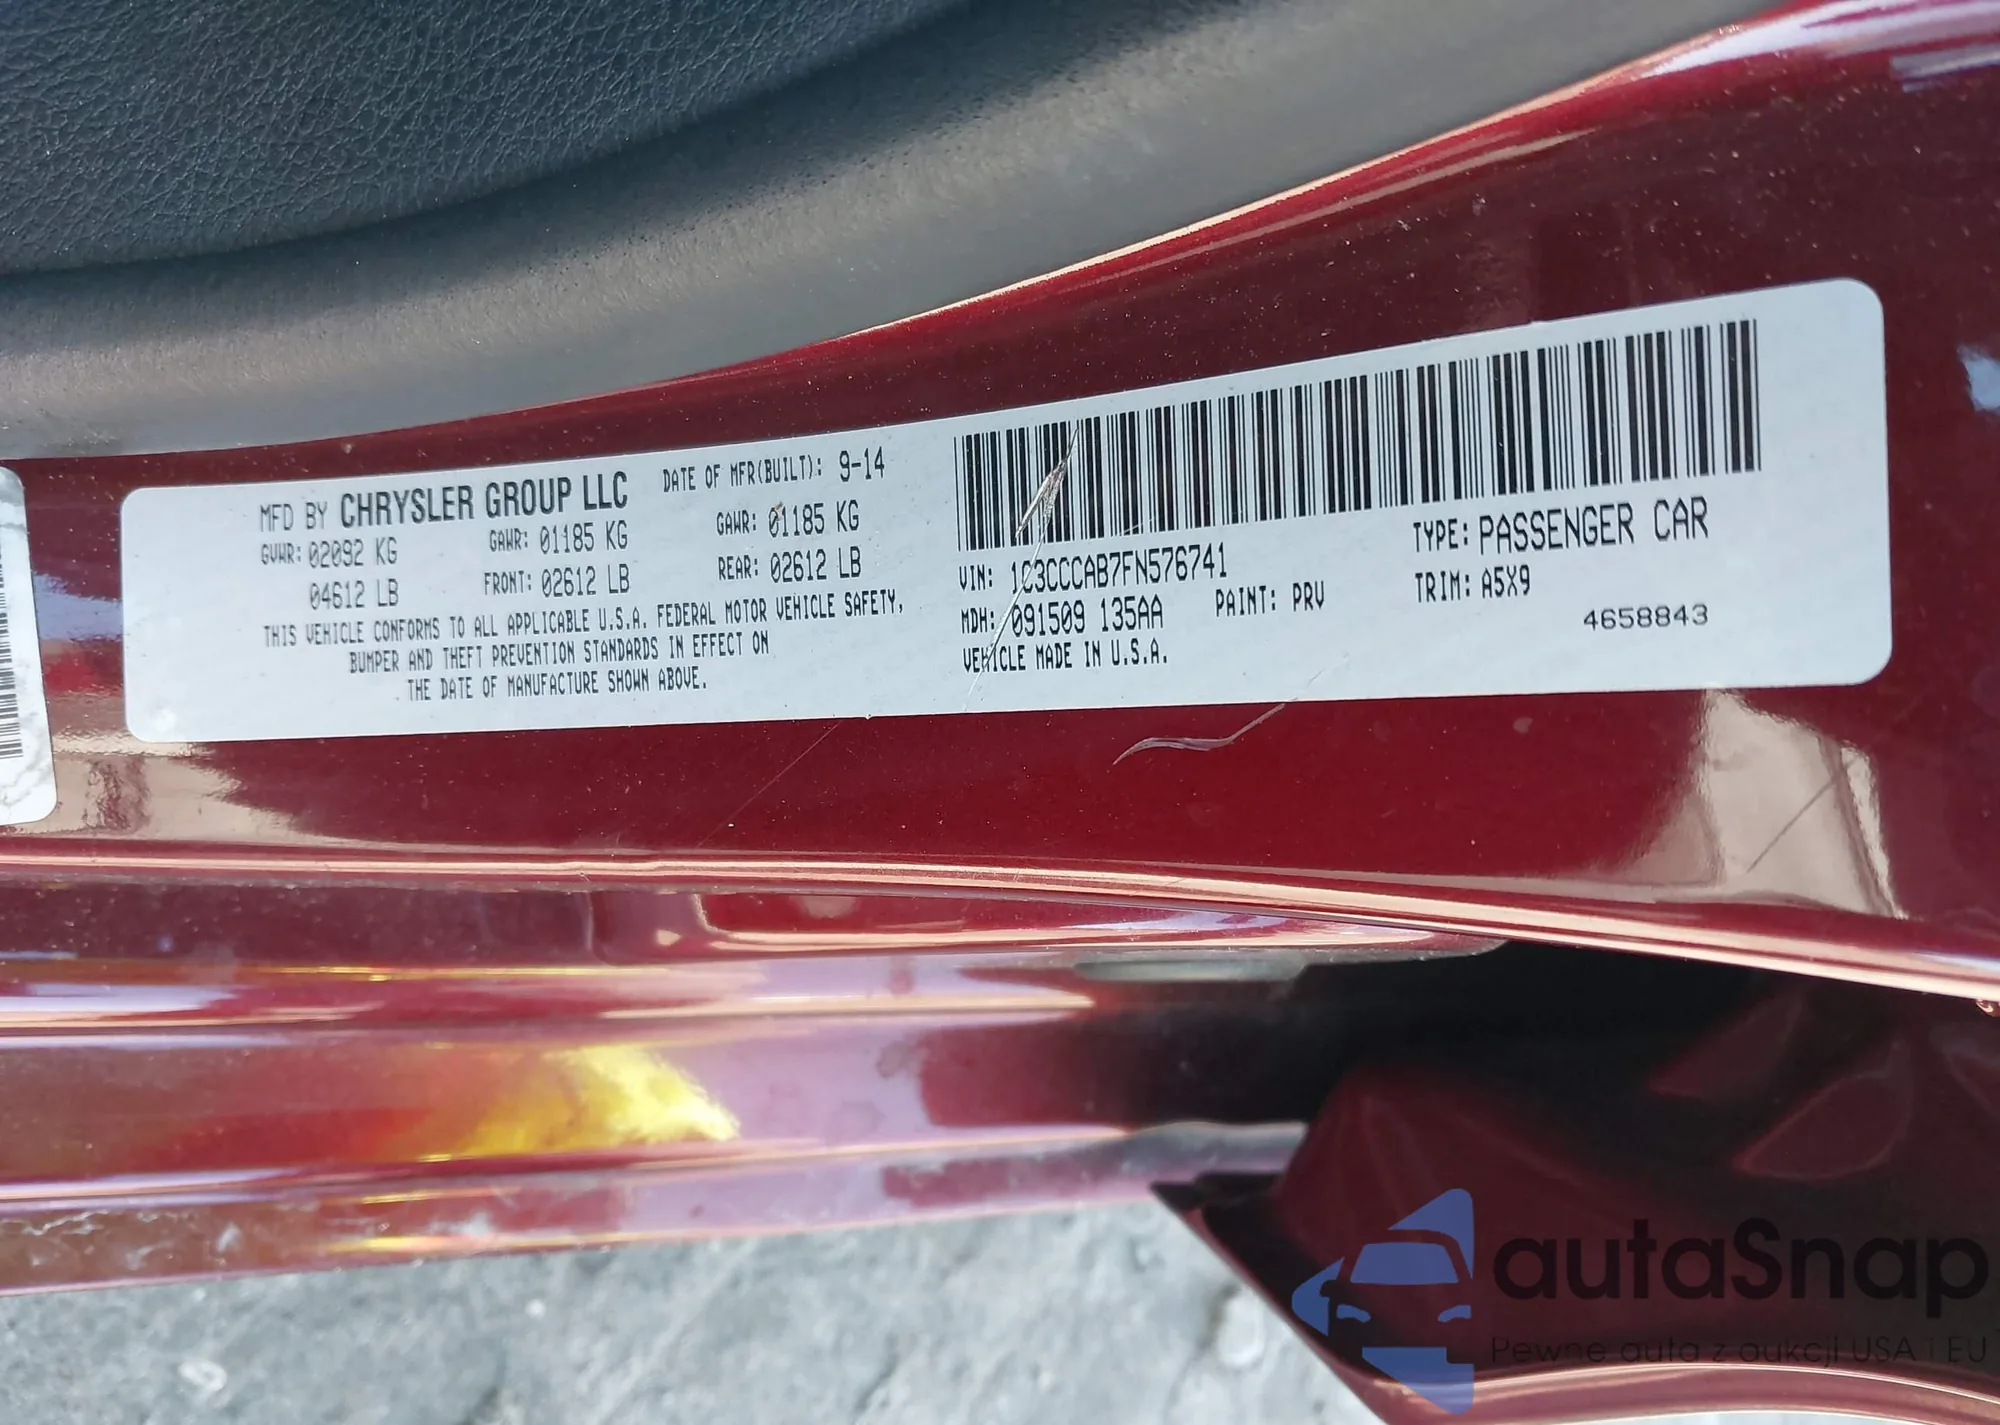 MFD BY CHRYSLER GROUP LLC DATE OF MFR(BUILT): 9-14
GVWR: 02092 KG GAWR: 01185 KG GAWR: 01185 KG
04612 LB FRONT: 02612 LB REAR: 02612 LB
THIS VEHICLE CONFORMS TO ALL APPLICABLE U.S.A. FEDERAL MOTOR VEHICLE SAFETY,
BUMPER AND THEFT PREVENTION STANDARDS IN EFFECT ON
THE DATE OF MANUFACTURE SHOWN ABOVE.
VIN: 1C3CCCAB7FN576741 TYPE: PASSENGER CAR
MDH: 091509 135AA PAINT: PRV TRIM: A5X9
VEHICLE MADE IN U.S.A. 4658843
autaSnap
Pewne auta z aukcji USA i EU